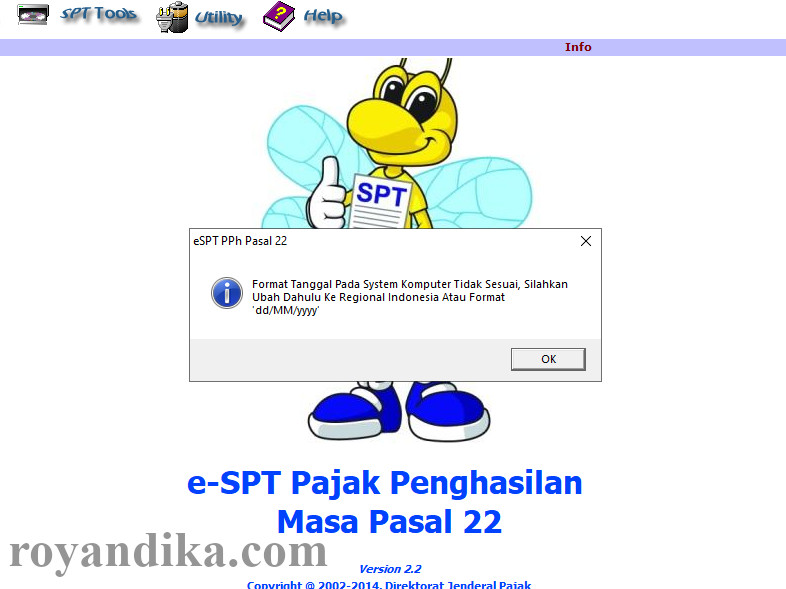 SPT Tools
Utility
?
Help
Info
SPT
eSPT PPh Pasal 22
Format Tanggal Pada System Komputer Tidak Sesuai, Silahkan
Ubah Dahulu Ke Regional Indonesia Atau Format
'dd/MM/yyyy'
OK
e-SPT Pajak Penghasilan
Masa Pasal 22
royandika.com
Version 2.2
Copyright @ 2002-2014, Direktorat Jenderal Pajak